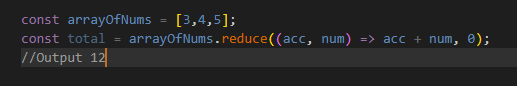 const arrayOfNums = [3,4,5];
const total = arrayOfNums.reduce((acc, num) => acc + num, 0);
//Output 12